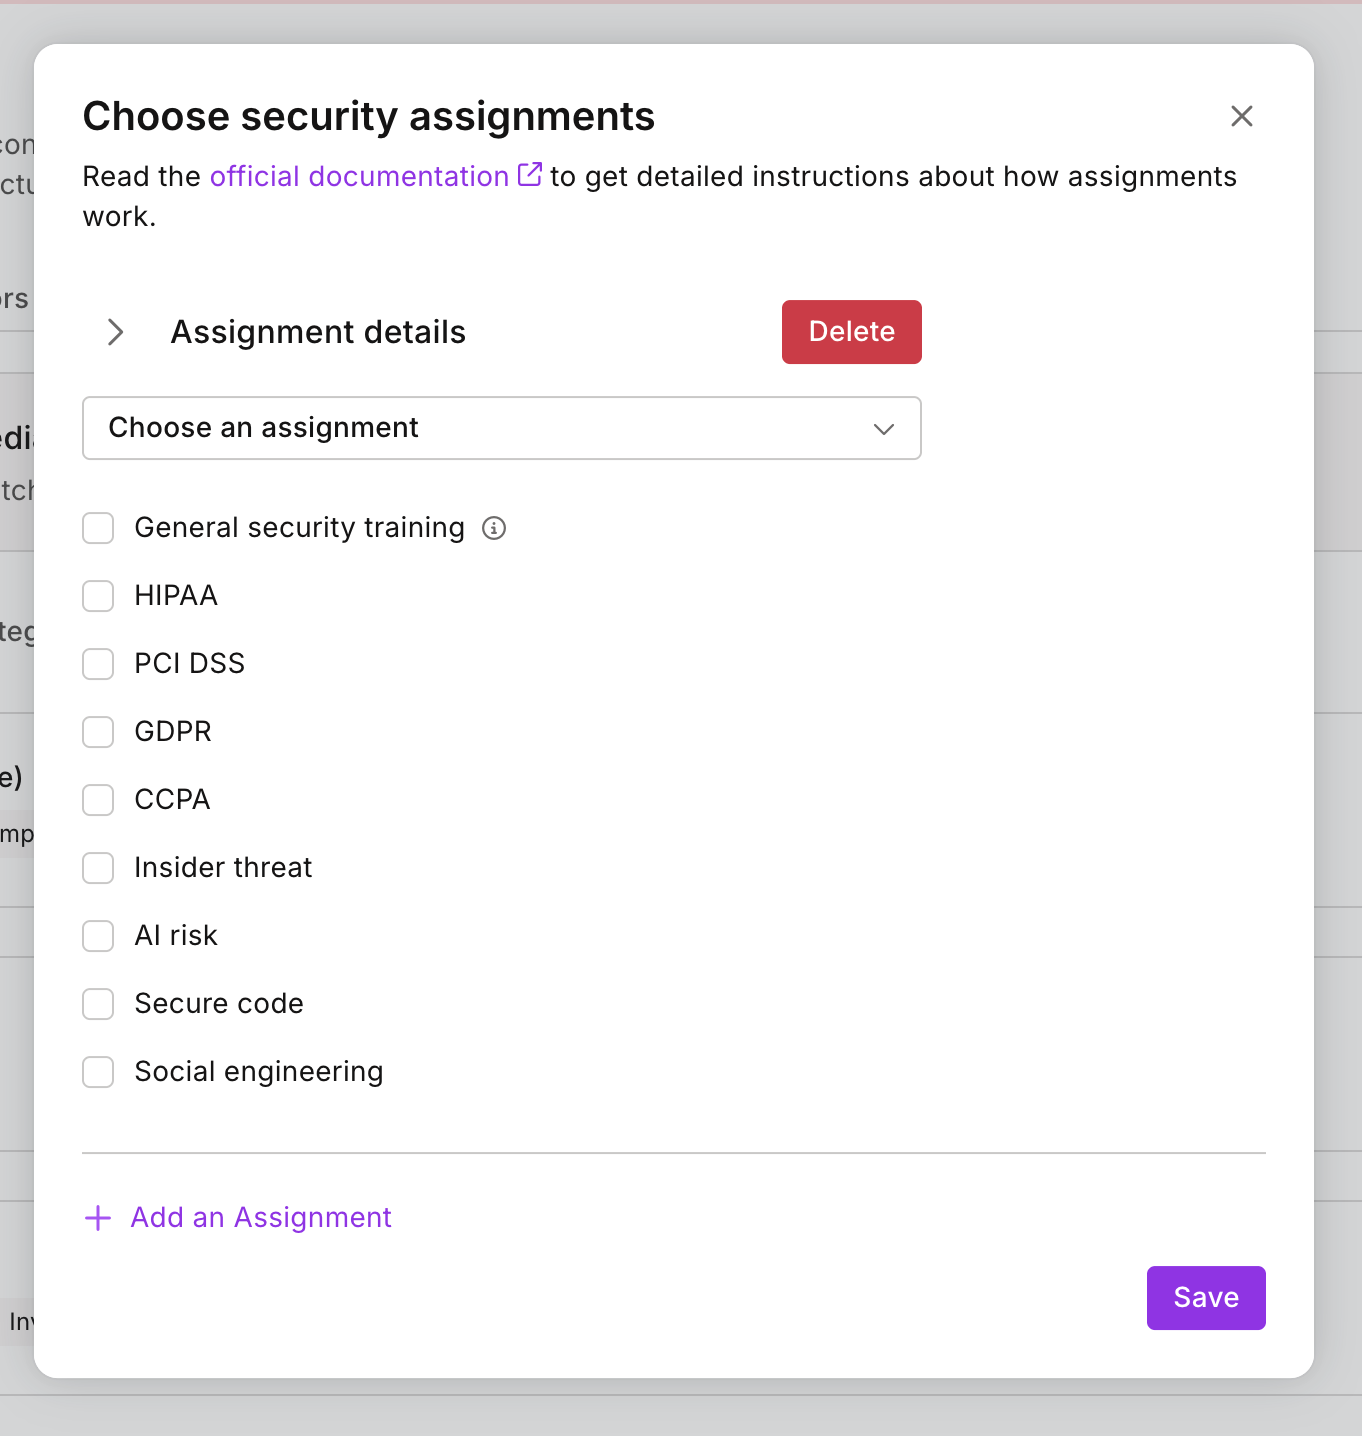 Choose security assignments
Read the official documentation to get detailed instructions about how assignments
work.
Assignment details
Delete
Choose an assignment
General security training
HIPAA
PCI DSS
GDPR
CCPA
Insider threat
AI risk
Secure code
Social engineering
Add an Assignment
Save